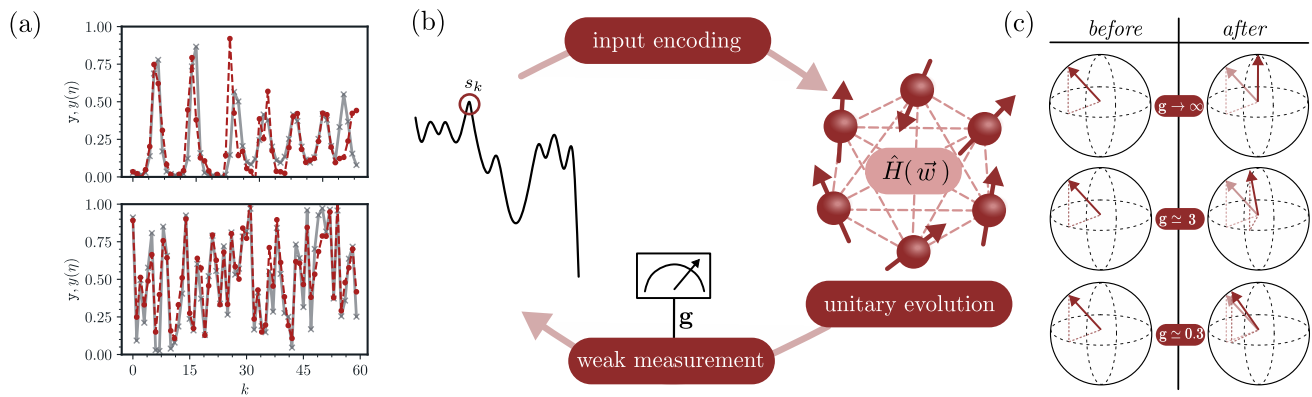 (a)
1.00
0.75
0.50
0.25
0.00
y, y(η)
1.00
0.75
0.50
0.25
0.00
y, y(η)
0 15 30 45 60
k
(b)
input encoding
s_k
Ĥ(w⃗)
unitary evolution
g
weak measurement
(c)
before after
g → ∞
g ≃ 3
g ≃ 0.3